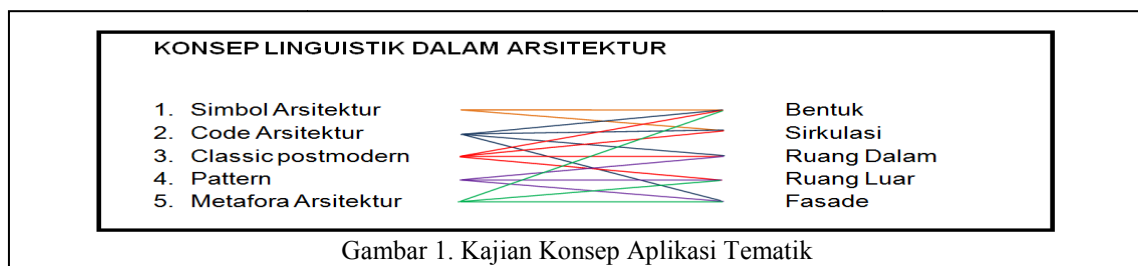 KONSEP LINGUISTIK DALAM ARSITEKTUR
1. Simbol Arsitektur Bentuk
2. Code Arsitektur Sirkulasi
3. Classic postmodern Ruang Dalam
4. Pattern Ruang Luar
5. Metafora Arsitektur Fasade
Gambar 1. Kajian Konsep Aplikasi Tematik